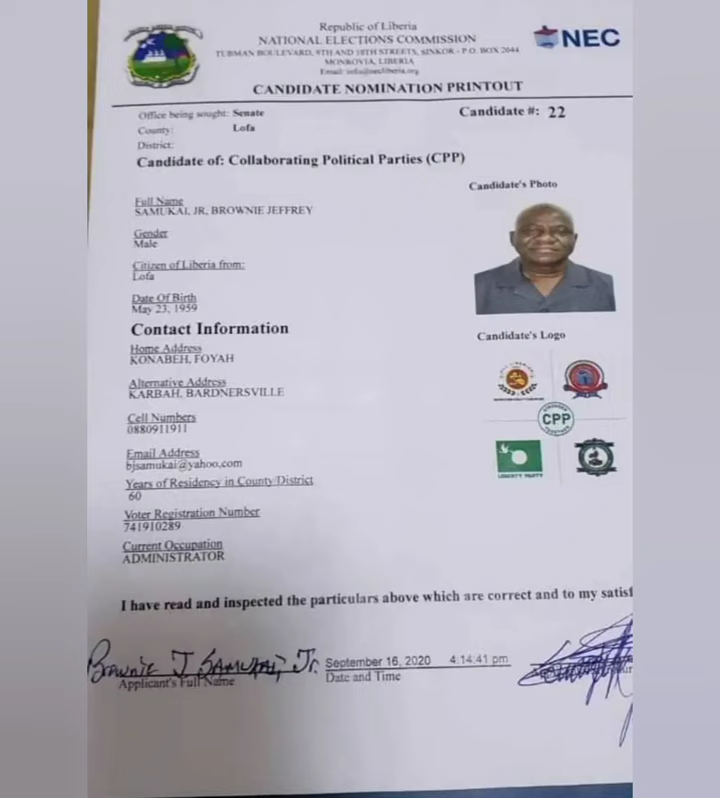 Republic of Liberia
NATIONAL ELECTIONS COMMISSION
TUBMAN BOULEVARD, 9TH AND 10TH STREETS, SINKOR - P.O. BOX 2044
MONROVIA, LIBERIA
Email: info@necliberia.org
NEC
CANDIDATE NOMINATION PRINTOUT
Office being sought: Senate
Candidate #: 22
County: Lofa
District:
Candidate of: Collaborating Political Parties (CPP)
Candidate's Photo
Full Name
SAMUKAI, JR, BROWNIE JEFFREY
Gender
Male
Citizen of Liberia from:
Lofa
Date Of Birth
May 23, 1959
Contact Information
Candidate's Logo
Home Address
KONABEH, FOYAH
Alternative Address
KARBAH, BARDNERSVILLE
Cell Numbers
0880911911
CPP
Email Address
bjsamukai@yahoo.com
LIBERTY PARTY
Years of Residency in County/District
60
Voter Registration Number
741910289
Current Occupation
ADMINISTRATOR
I have read and inspected the particulars above which are correct and to my satisf
Brownie J Samukai, Jr. September 16, 2020 4:14:41 pm
Applicant's Full Name Date and Time